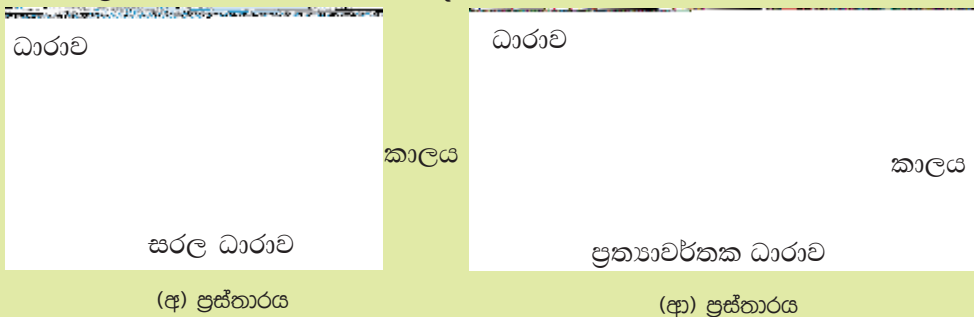 ධාරාව
කාලය
සරල ධාරාව
(අ) ප්‍රස්තාරය
ධාරාව
කාලය
ප්‍රත්‍යාවර්තක ධාරාව
(ආ) ප්‍රස්තාරය